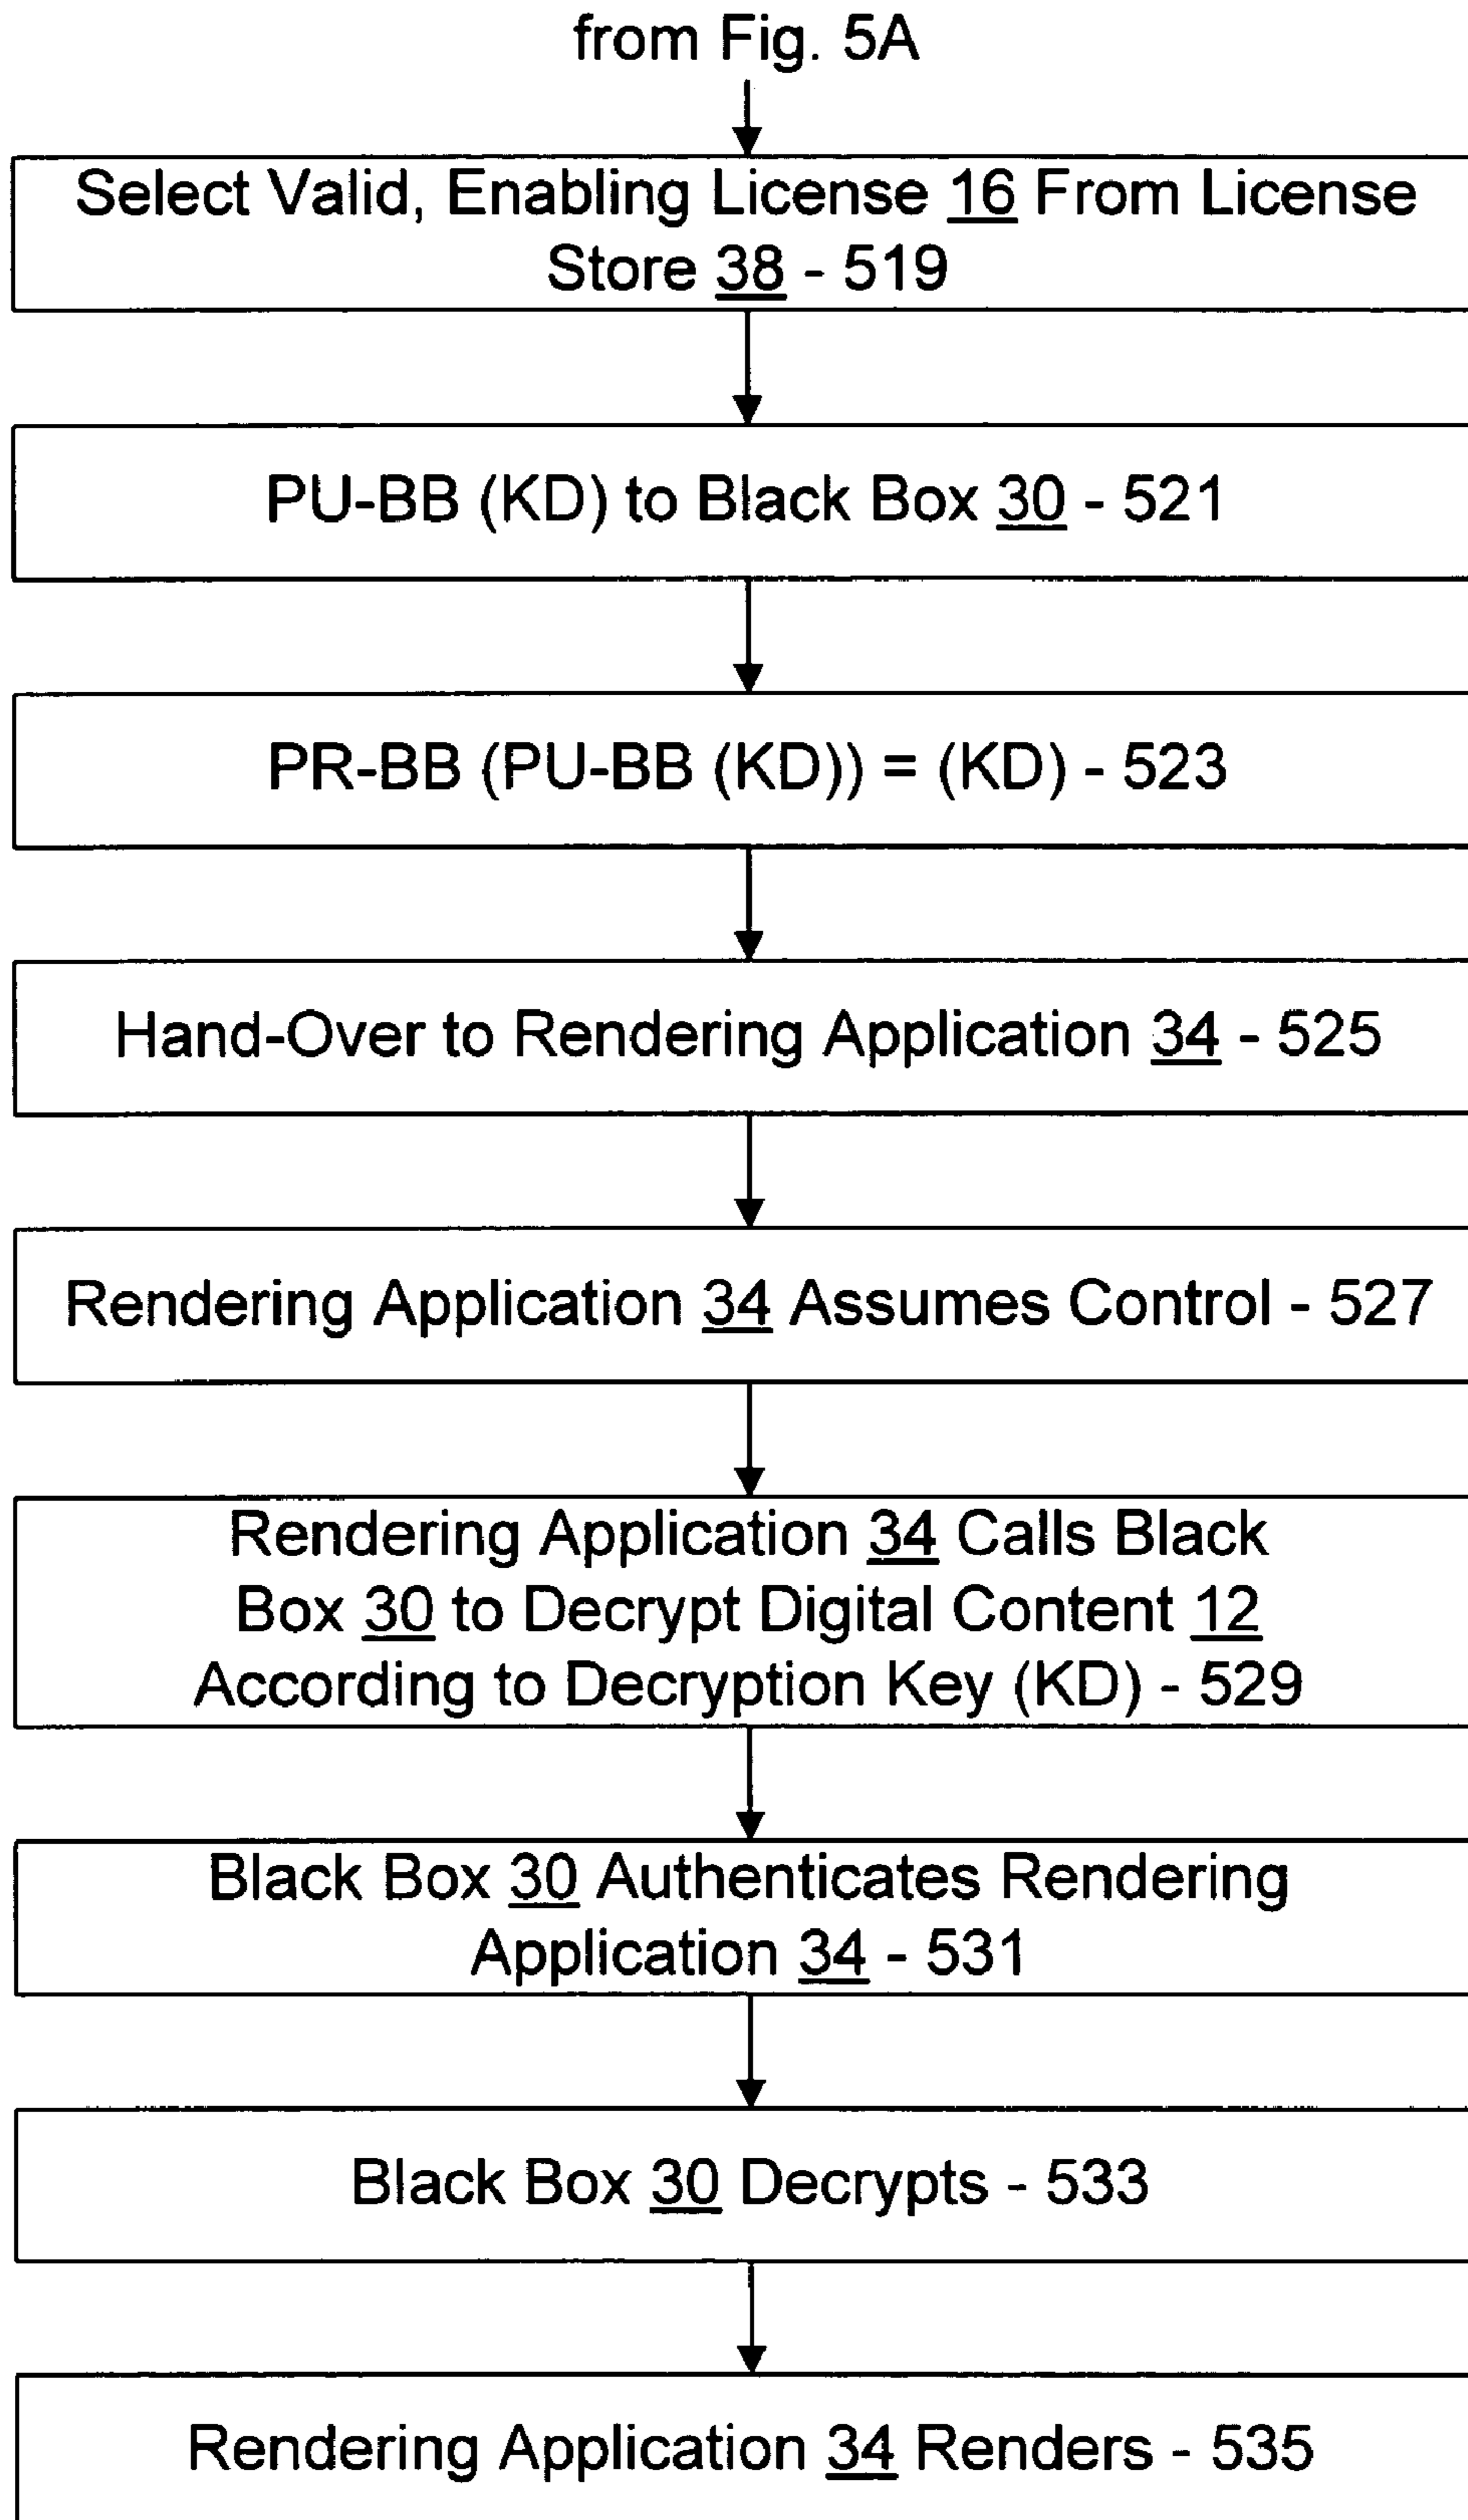 from Fig. 5A
Select Valid, Enabling License 16 From License
Store 38 - 519
PU-BB (KD) to Black Box 30 - 521
PR-BB (PU-BB (KD)) = (KD) - 523
Hand-Over to Rendering Application 34 - 525
Rendering Application 34 Assumes Control - 527
Rendering Application 34 Calls Black
Box 30 to Decrypt Digital Content 12
According to Decryption Key (KD) - 529
Black Box 30 Authenticates Rendering
Application 34 - 531
Black Box 30 Decrypts - 533
Rendering Application 34 Renders - 535